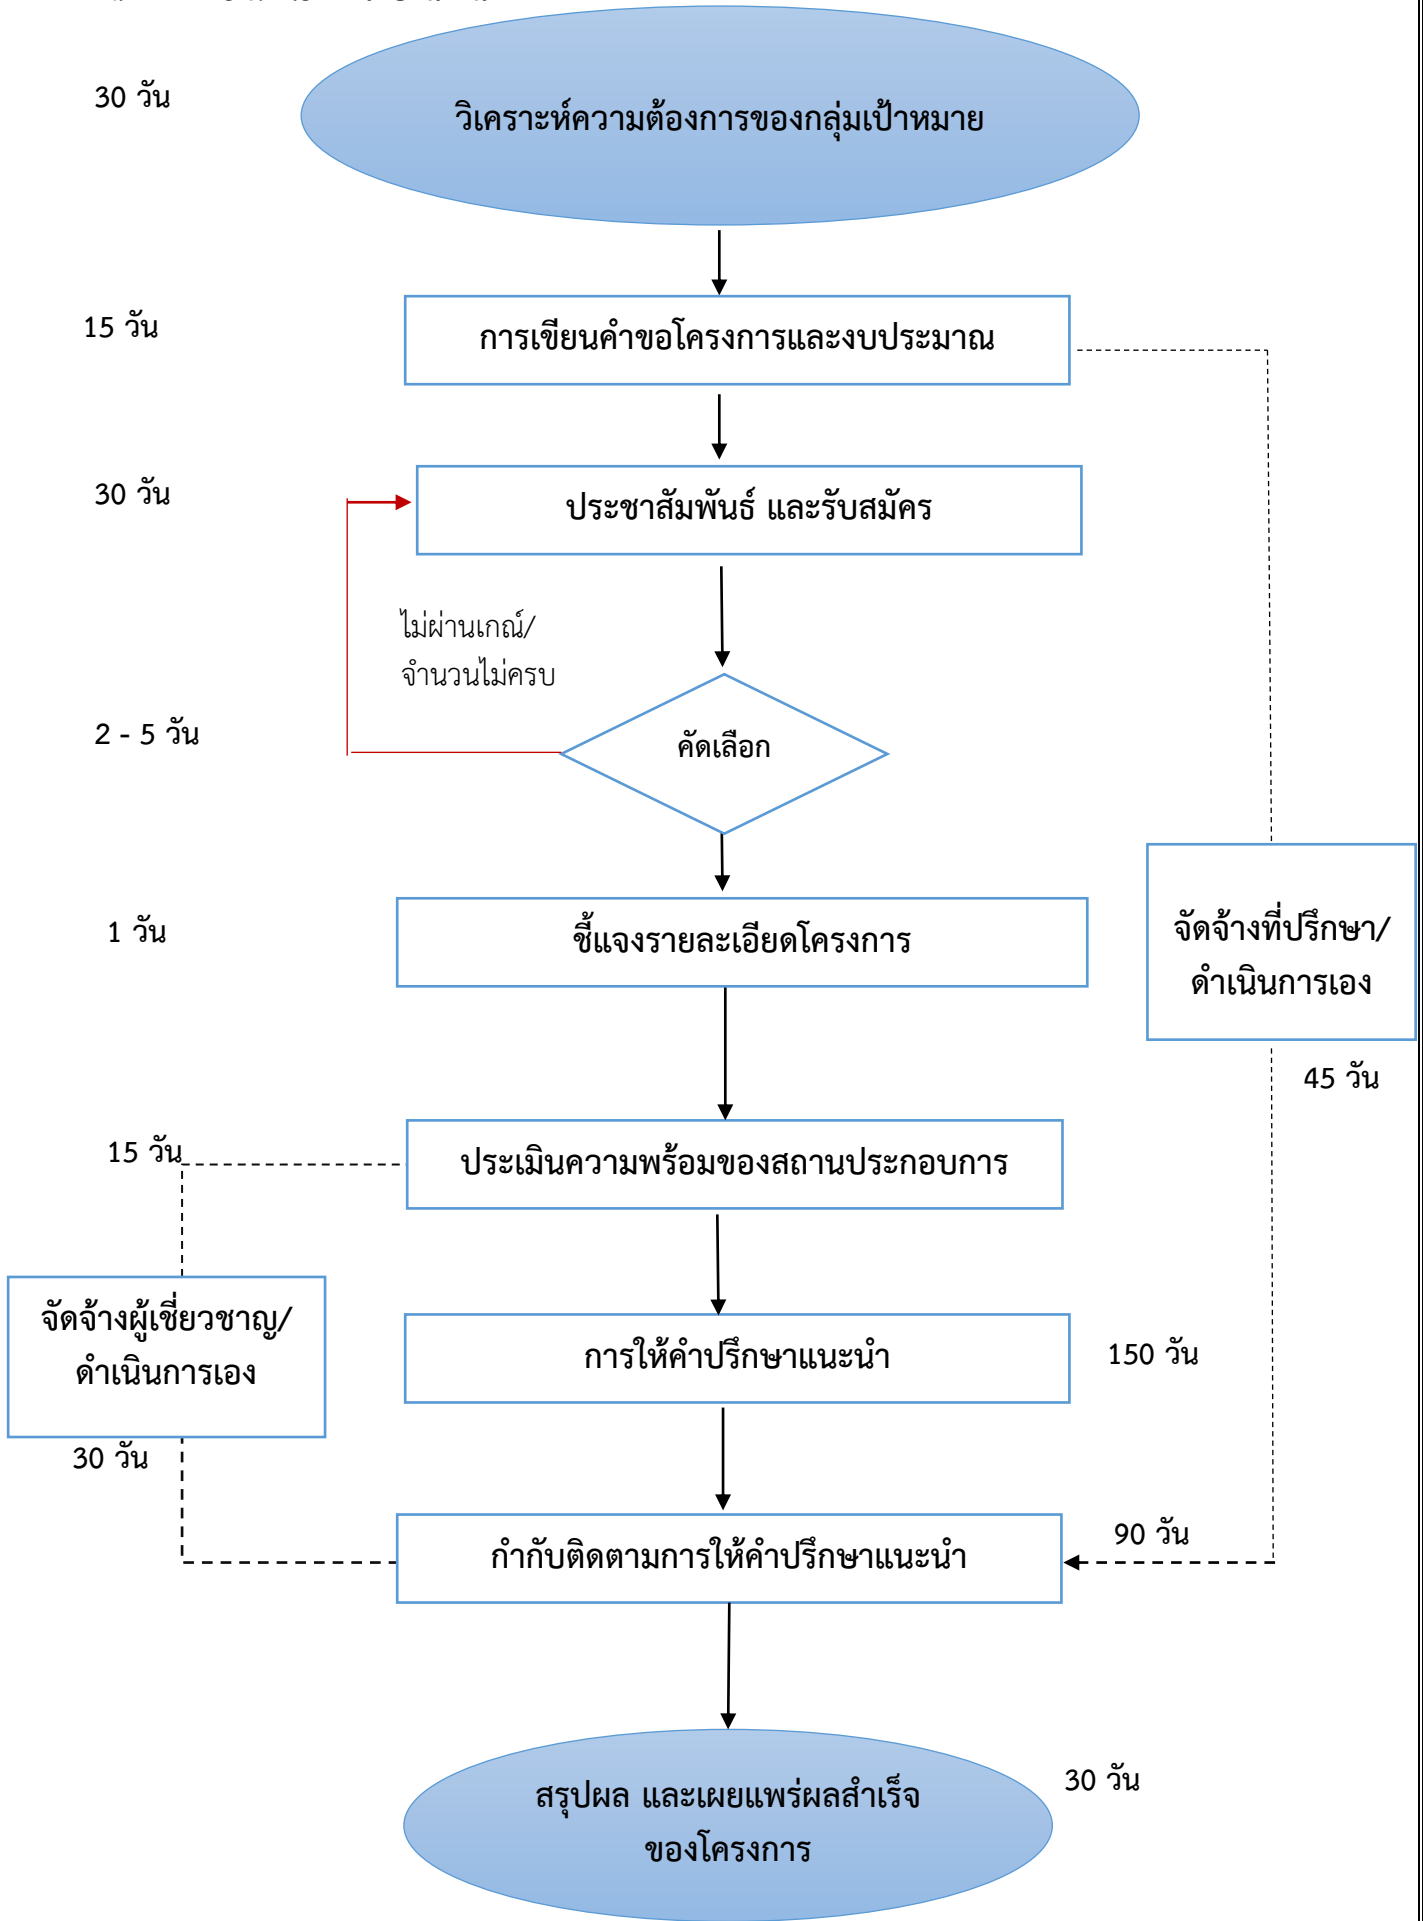 30 วัน
วิเคราะห์ความต้องการของกลุ่มเป้าหมาย
15 วัน
การเขียนคำขอโครงการและงบประมาณ
30 วัน
ประชาสัมพันธ์ และรับสมัคร
ไม่ผ่านเกณ์/
จำนวนไม่ครบ
2 - 5 วัน
คัดเลือก
1 วัน
ชี้แจงรายละเอียดโครงการ
จัดจ้างที่ปรึกษา/
ดำเนินการเอง
45 วัน
15 วัน
ประเมินความพร้อมของสถานประกอบการ
จัดจ้างผู้เชี่ยวชาญ/
ดำเนินการเอง
30 วัน
การให้คำปรึกษาแนะนำ
150 วัน
กำกับติดตามการให้คำปรึกษาแนะนำ
90 วัน
สรุปผล และเผยแพร่ผลสำเร็จ
ของโครงการ
30 วัน